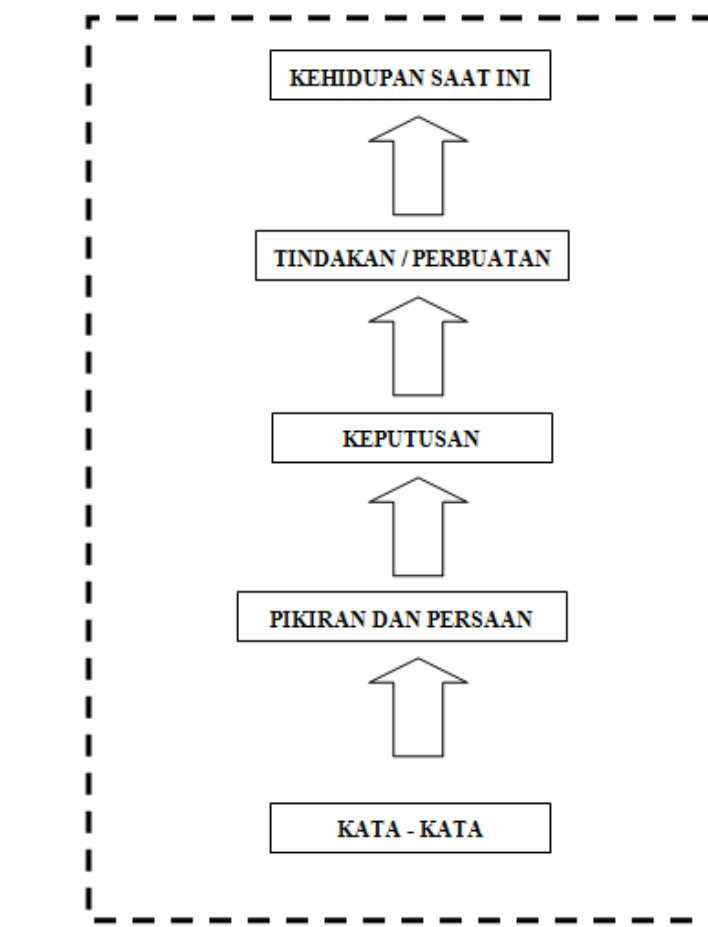 KEHIDUPAN SAAT INI
TINDAKAN / PERBUATAN
KEPUTUSAN
PIKIRAN DAN PERSAAN
KATA - KATA